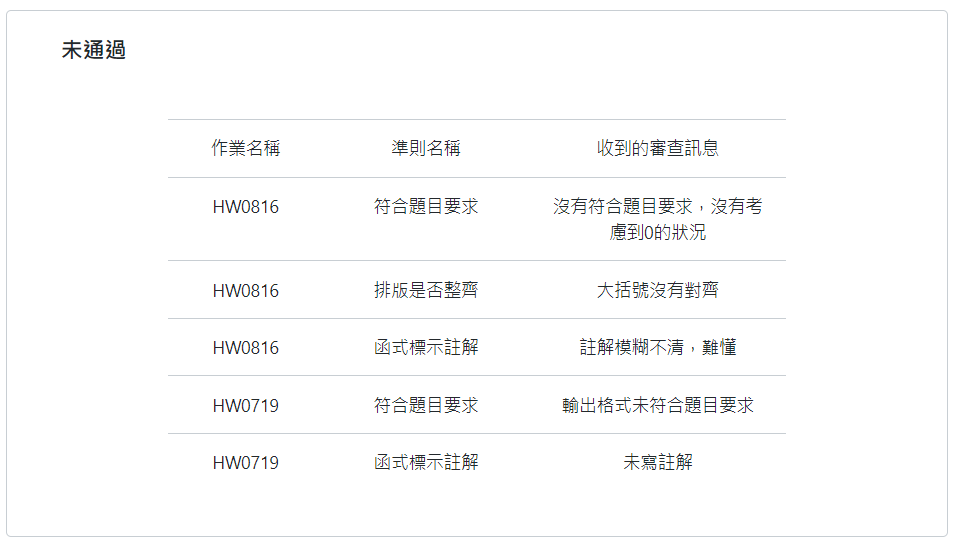 未通過
作業名稱 準則名稱 收到的審查訊息
HW0816 符合題目要求 沒有符合題目要求，沒有考
慮到0的狀況
HW0816 排版是否整齊 大括號沒有對齊
HW0816 函式標示註解 註解模糊不清，難懂
HW0719 符合題目要求 輸出格式未符合題目要求
HW0719 函式標示註解 未寫註解